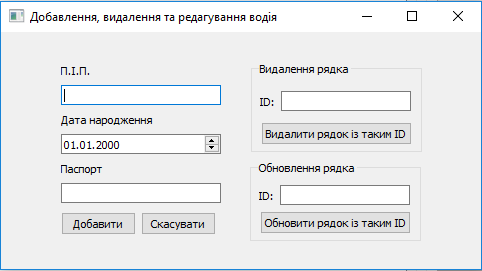 Добавлення, видалення та редагування водія
П.І.П.
Дата народження
01.01.2000
Паспорт
Добавити
Скасувати
Видалення рядка
ID:
Видалити рядок із таким ID
Обновлення рядка
ID:
Обновити рядок із таким ID